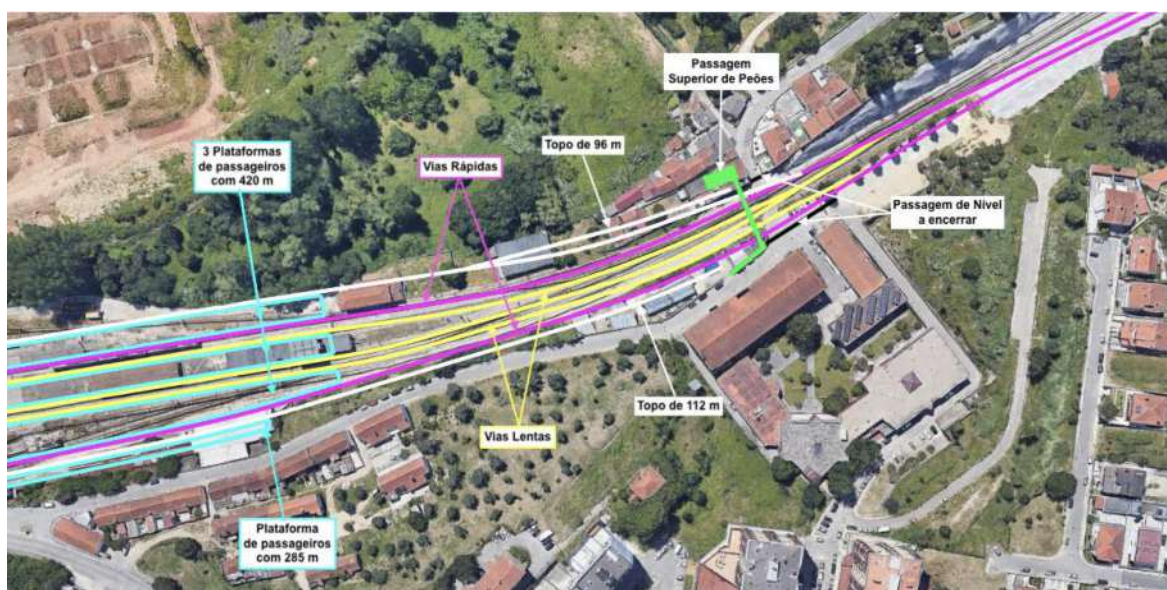 Passagem
Superior de Peões
3 Plataformas
de passageiros
com 420 m
Vias Rápidas
Topo de 96 m
Passagem de Nível
a encerrar
Topo de 112 m
Vias Lentas
Plataforma
de passageiros
com 285 m